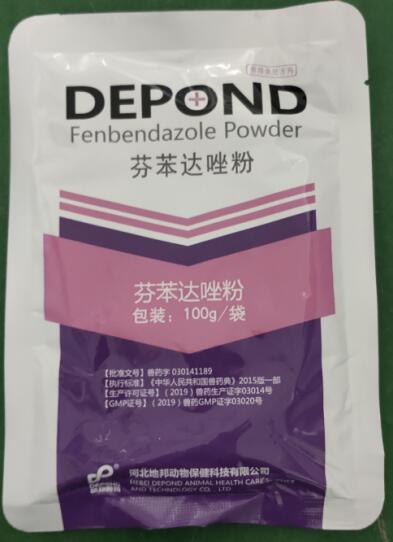 DEPOND
Fenbendazole Powder
芬苯达唑粉
芬苯达唑粉
包装：100g/袋
【批准文号】兽药字 030141189
【执行标准】《中华人民共和国兽药典》2015版一部
【生产许可证号】（2019）兽药生产证字03014号
【GMP证号】（2019）兽药GMP证字03020号
DEPOND
河北地邦动物保健科技有限公司
HEBEI DEPOND ANIMAL HEALTH CARE SCIENCE
AND TECHNOLOGY CO.，LTD